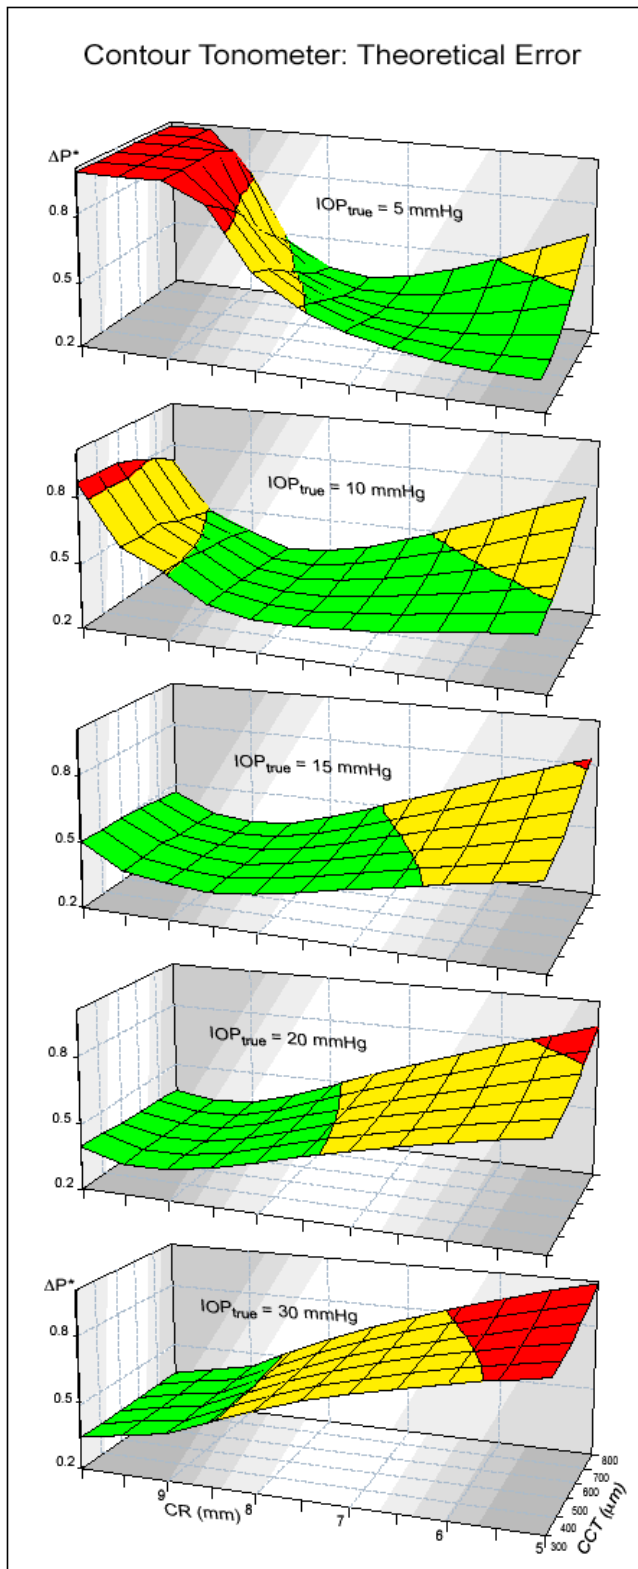 Contour Tonometer: Theoretical Error
ΔP*
0.8
0.5
0.2
IOPtrue = 5 mmHg
0.8
0.5
0.2
IOPtrue = 10 mmHg
0.8
0.5
0.2
IOPtrue = 15 mmHg
0.8
0.5
0.2
IOPtrue = 20 mmHg
ΔP*
0.8
0.5
0.2
IOPtrue = 30 mmHg
9
8
7
6
5
CR (mm)
800
700
600
500
400
300
CCT (μm)